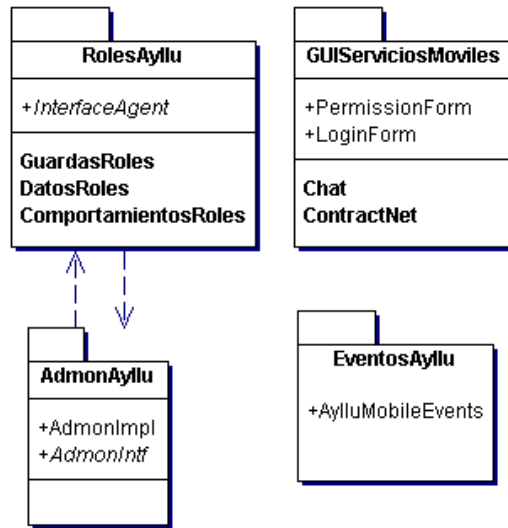 RolesAyllu
+InterfaceAgent
GuardasRoles
DatosRoles
ComportamientosRoles
GUIServiciosMoviles
+PermissionForm
+LoginForm
Chat
ContractNet
AdmonAyllu
+AdmonImpl
+AdmonIntf
EventosAyllu
+AylluMobileEvents